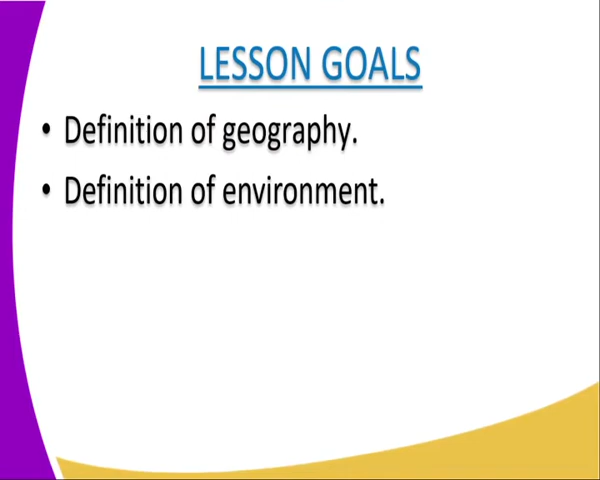 LESSON GOALS
• Definition of geography.
• Definition of environment.